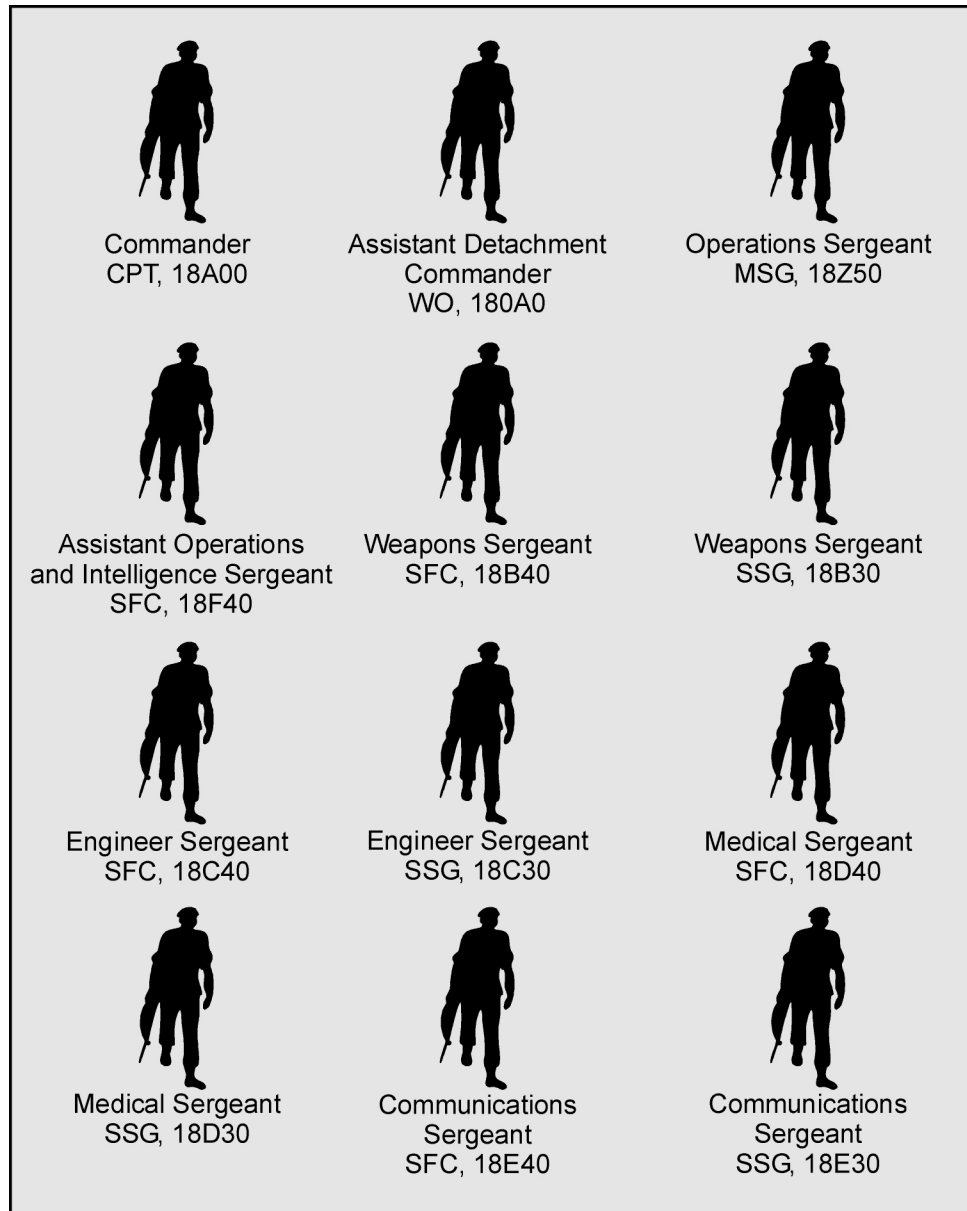 Commander
CPT, 18A00
Assistant Detachment
Commander
WO, 180A0
Operations Sergeant
MSG, 18Z50
Assistant Operations
and Intelligence Sergeant
SFC, 18F40
Weapons Sergeant
SFC, 18B40
Weapons Sergeant
SSG, 18B30
Engineer Sergeant
SFC, 18C40
Engineer Sergeant
SSG, 18C30
Medical Sergeant
SFC, 18D40
Medical Sergeant
SSG, 18D30
Communications
Sergeant
SFC, 18E40
Communications
Sergeant
SSG, 18E30